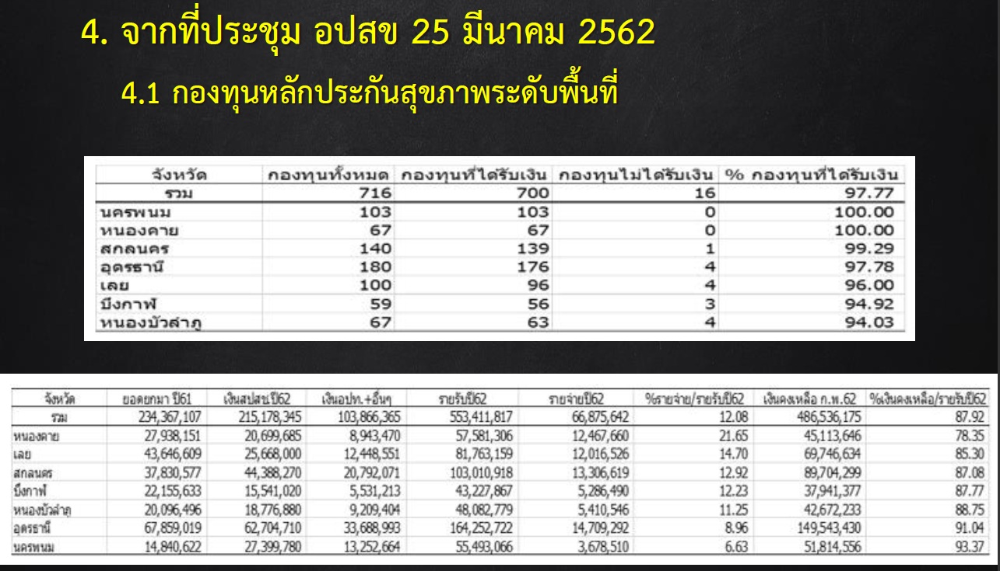 4. จากที่ประชุม อปสข 25 มีนาคม 2562
4.1 กองทุนหลักประกันสุขภาพระดับพื้นที่
จังหวัด กองทุนทั้งหมด กองทุนที่ได้รับเงิน กองทุนไม่ได้รับเงิน % กองทุนที่ได้รับเงิน
รวม 716 700 16 97.77
นครพนม 103 103 0 100.00
หนองคาย 67 67 0 100.00
สกลนคร 140 139 1 99.29
อุดรธานี 180 176 4 97.78
เลย 100 96 4 96.00
บึงกาฬ 59 56 3 94.92
หนองบัวลำภู 67 63 4 94.03
จังหวัด ยอดยกมา ปี61 เงินสปสช.ปี62 เงินอปท.+อื่นๆ รายรับปี62 รายจ่ายปี62 %รายจ่าย/รายรับปี62 เงินคงเหลือ ก.พ.62 %เงินคงเหลือ/รายรับปี62
รวม 234,367,107 215,178,345 103,866,365 553,411,817 66,875,642 12.08 486,536,175 87.92
หนองคาย 27,938,151 20,699,685 8,943,470 57,581,306 12,467,660 21.65 45,113,646 78.35
เลย 43,646,609 25,668,000 12,448,551 81,763,159 12,016,526 14.70 69,746,634 85.30
สกลนคร 37,830,577 44,388,270 20,792,071 103,010,918 13,306,619 12.92 89,704,299 87.08
บึงกาฬ 22,155,633 15,541,020 5,531,213 43,227,867 5,286,490 12.23 37,941,377 87.77
หนองบัวลำภู 20,096,496 18,776,880 9,209,404 48,082,779 5,410,546 11.25 42,672,233 88.75
อุดรธานี 67,859,019 62,704,710 33,688,993 164,252,722 14,709,292 8.96 149,543,430 91.04
นครพนม 14,840,622 27,399,780 13,252,664 55,493,066 3,678,510 6.63 51,814,556 93.37